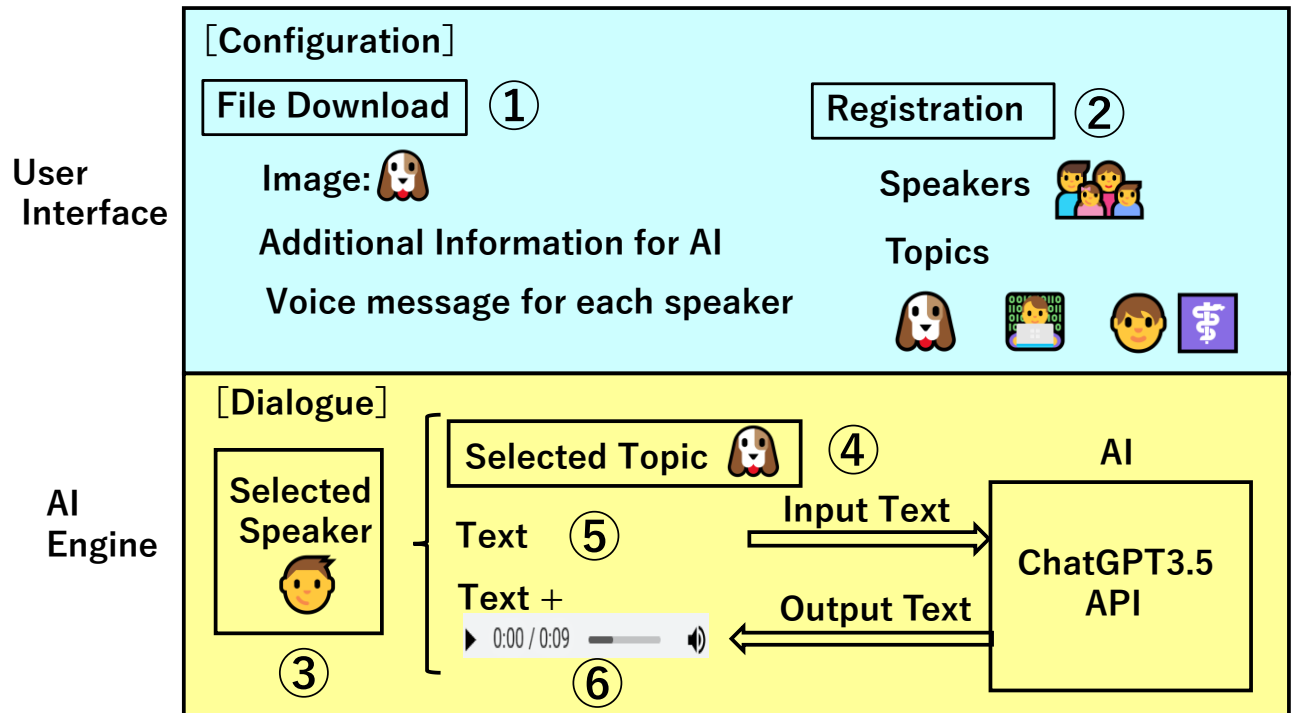 ［Configuration］
File Download ①
Registration ②
User
Interface
Image:
Speakers
Additional Information for AI
Topics
Voice message for each speaker
［Dialogue］
AI
Engine
Selected
Speaker
③
Selected Topic ④
Text ⑤
Text +
0:00 / 0:09
⑥
Input Text
Output Text
AI
ChatGPT3.5
API